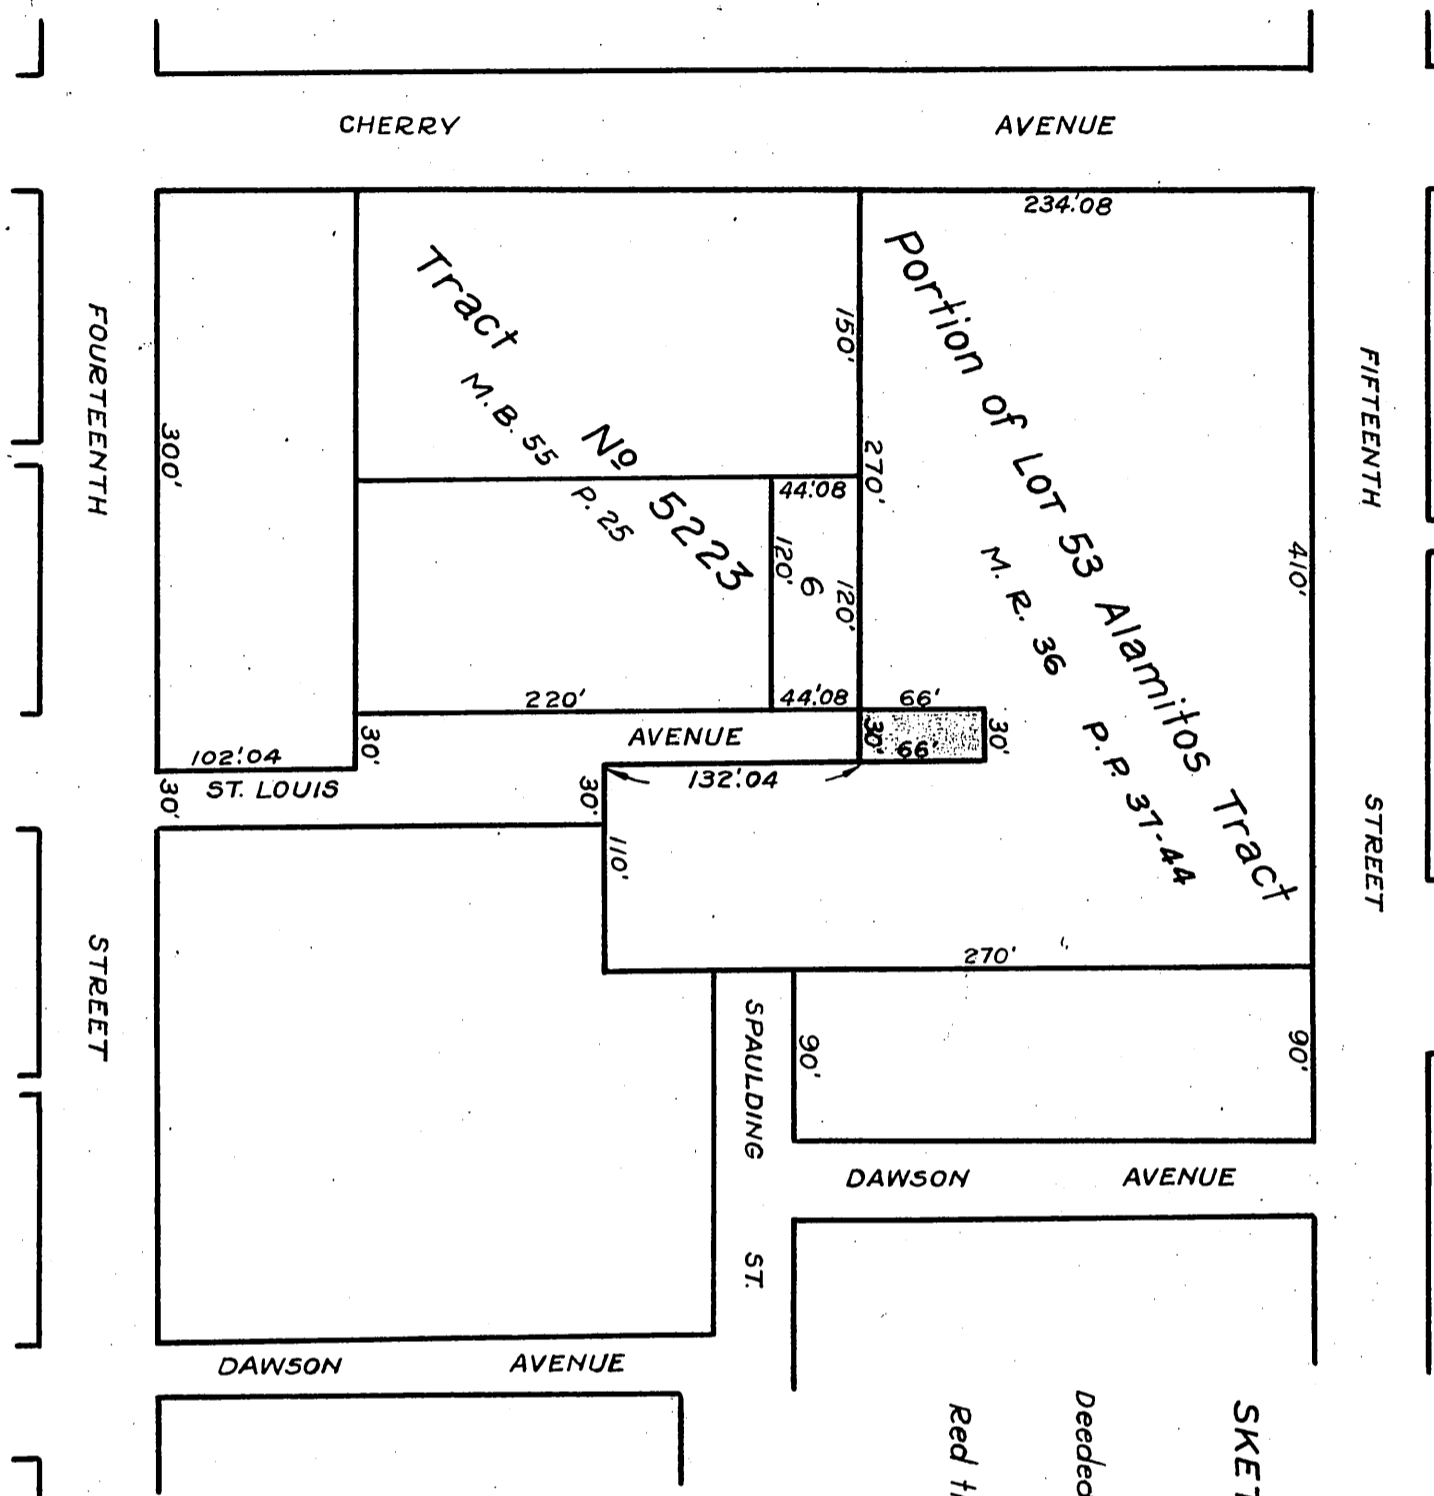 CHERRY AVENUE
234.'08
FOURTEENTH
STREET
FIFTEENTH
STREET
Tract No 5223
M.B. 55 P. 25
Portion of LOT 53 Alamitos Tract
M. R. 36 P. P. 37-44
150'
270'
300'
410'
44.'08
120'
6
120'
220'
44.'08
66'
30'
AVENUE
30'
66'
30'
102.'04
ST. LOUIS
132.'04
30'
30'
110'
270'
SPAULDING ST.
90'
90'
DAWSON AVENUE
DAWSON AVENUE